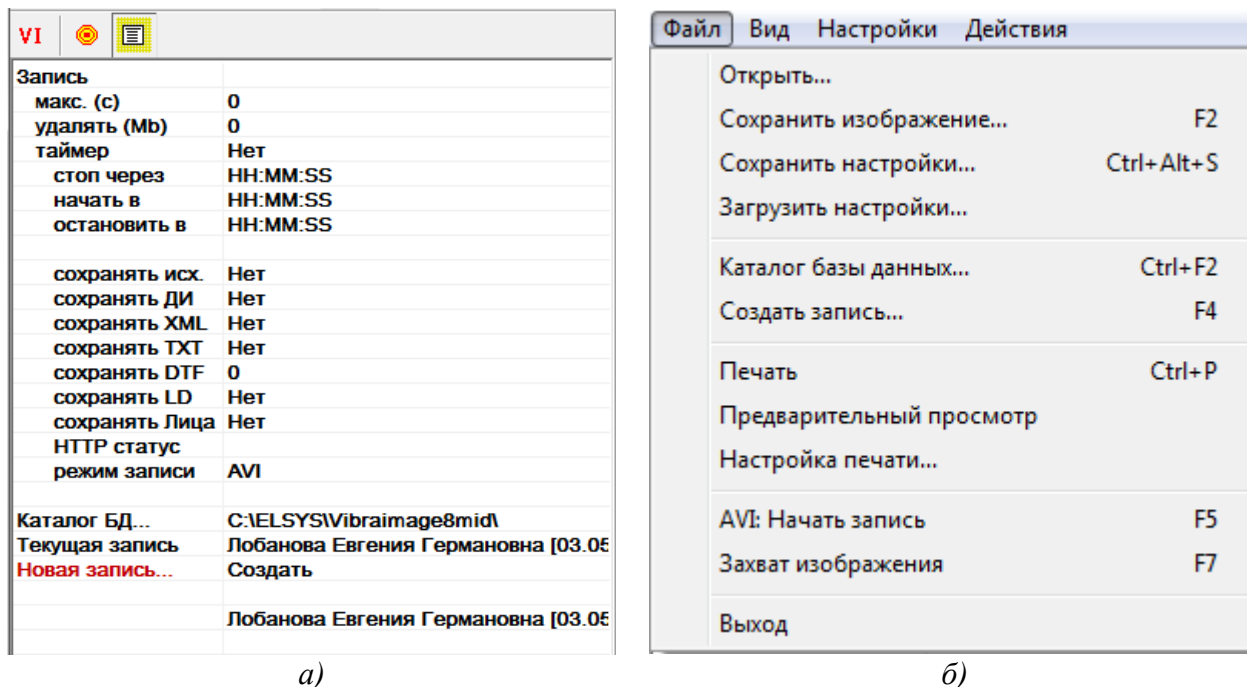 VI
Запись
макс. (с) 0
удалять (Mb) 0
таймер Нет
стоп через HH:MM:SS
начать в HH:MM:SS
остановить в HH:MM:SS
сохранять исх. Нет
сохранять ДИ Нет
сохранять XML Нет
сохранять TXT Нет
сохранять DTF 0
сохранять LD Нет
сохранять Лица Нет
HTTP статус
режим записи AVI
Каталог БД... C:\ELSYS\Vibraimage8mid\
Текущая запись Лобанова Евгения Германовна [03.05
Новая запись... Создать
Лобанова Евгения Германовна [03.05
а)
Файл Вид Настройки Действия
Открыть...
Сохранить изображение... F2
Сохранить настройки... Ctrl+Alt+S
Загрузить настройки...
Каталог базы данных... Ctrl+F2
Создать запись... F4
Печать Ctrl+P
Предварительный просмотр
Настройка печати...
AVI: Начать запись F5
Захват изображения F7
Выход
б)